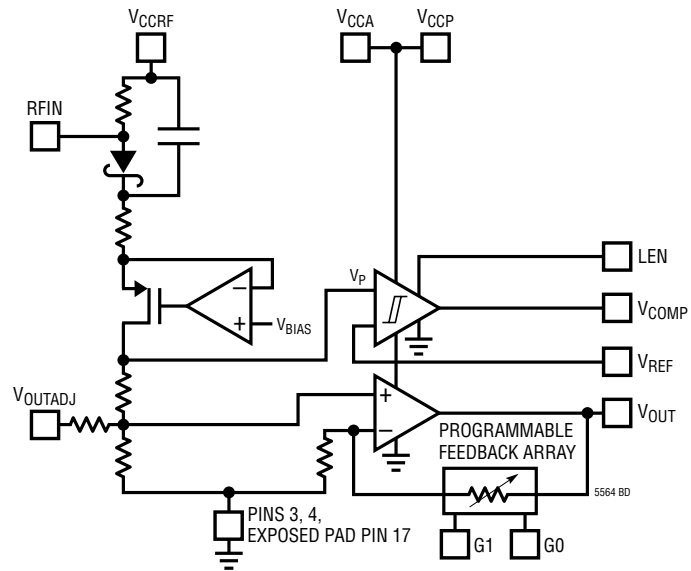 VCCRF
VCCA
VCCP
RFIN
LEN
VP
−
+
VBIAS
VCOMP
VREF
VOUTADJ
+
−
VOUT
PROGRAMMABLE
FEEDBACK ARRAY
5564 BD
PINS 3, 4,
EXPOSED PAD PIN 17
G1
G0